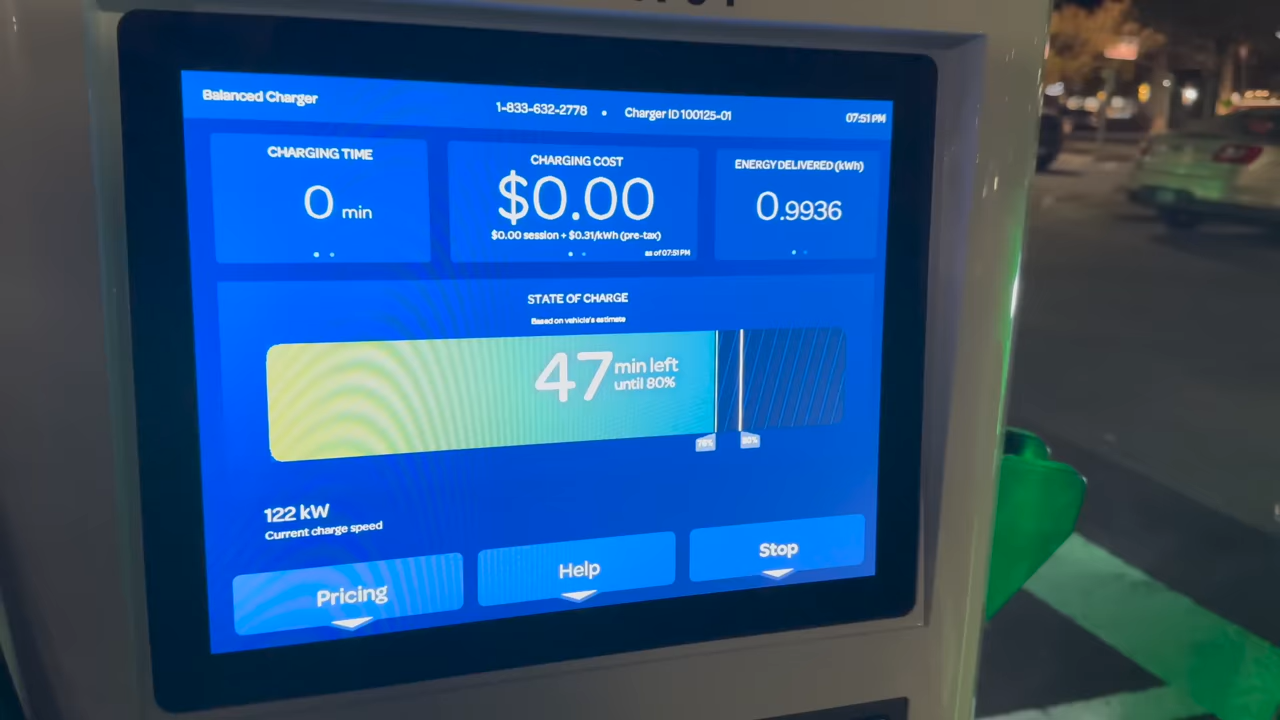 Balanced Charger
1-833-632-2778 • Charger ID 100125-01
07:51 PM
CHARGING TIME
0 min
CHARGING COST
$0.00
$0.00 session + $0.31/kWh (pre-tax)
as of 07:51 PM
ENERGY DELIVERED (kWh)
0.9936
STATE OF CHARGE
Based on vehicle's estimate
47 min left
until 80%
80%
122 kW
Current charge speed
Pricing
Help
Stop